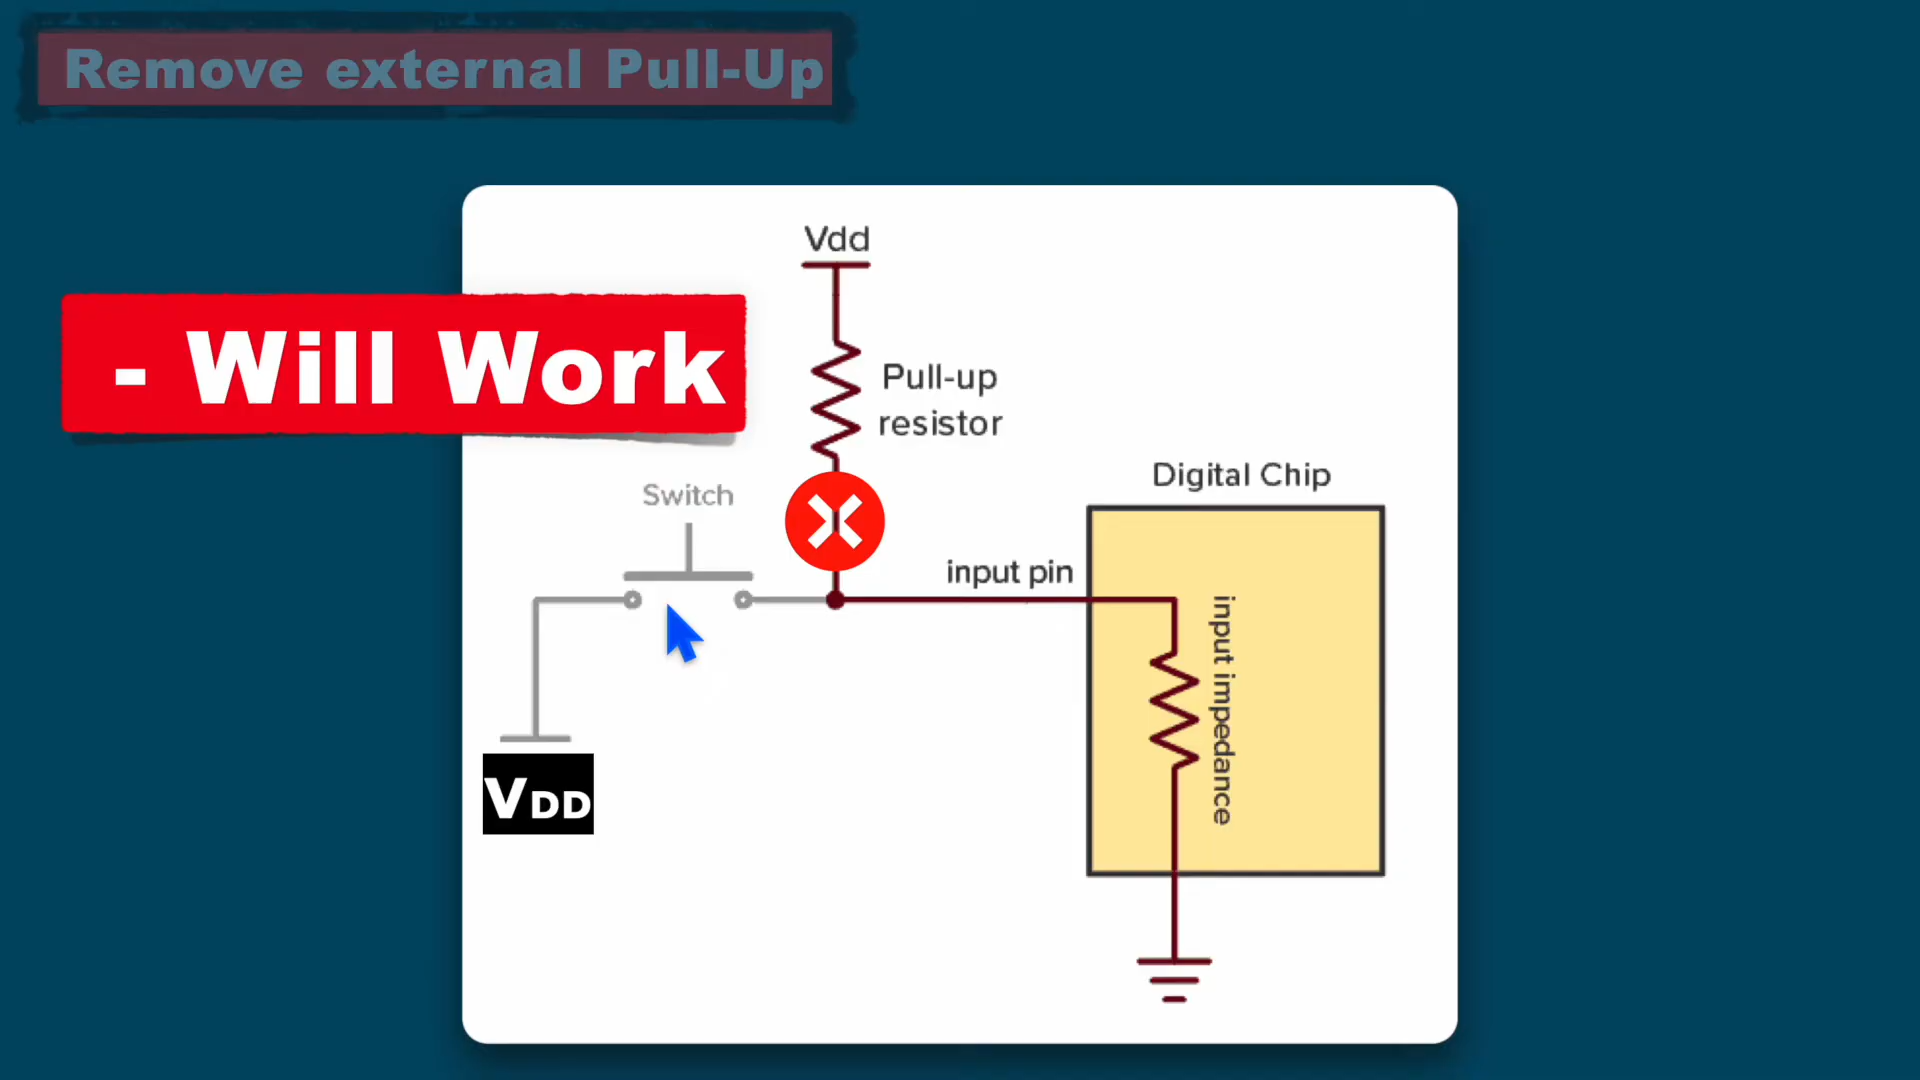 Remove external Pull-Up
Vdd
- Will Work
Pull-up
resistor
Switch
Digital Chip
input pin
input impedance
VDD